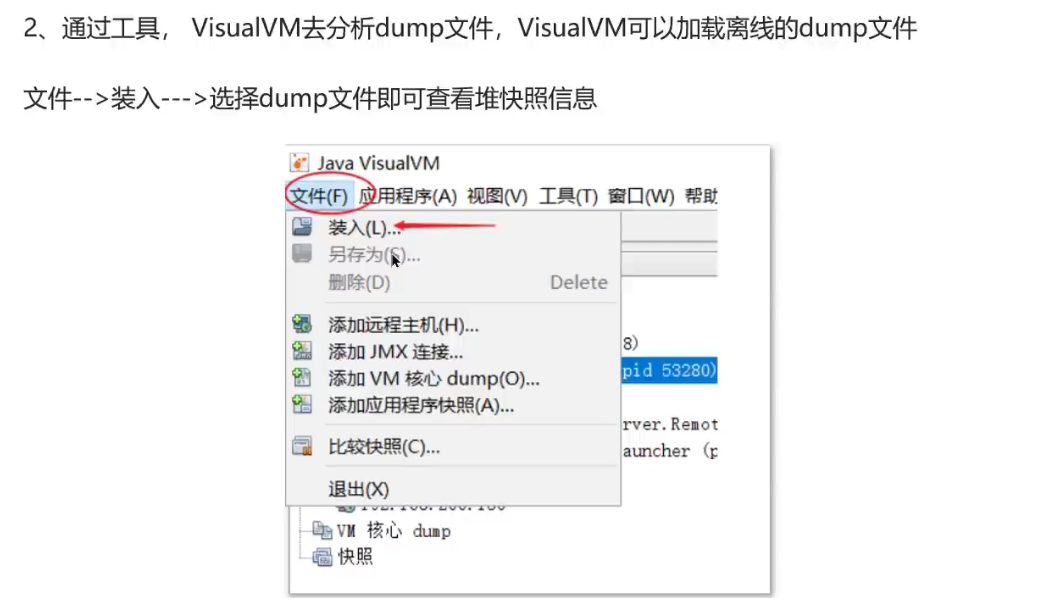 2、通过工具， VisualVM去分析dump文件，VisualVM可以加载离线的dump文件
文件-->装入--->选择dump文件即可查看堆快照信息
Java VisualVM
文件(F) 应用程序(A) 视图(V) 工具(T) 窗口(W) 帮助
装入(L)...
另存为(S)...
删除(D) Delete
添加远程主机(H)...
8)
添加 JMX 连接...
pid 53280)
添加 VM 核心 dump(O)...
添加应用程序快照(A)...
rver.Remot
比较快照(C)...
auncher (p
退出(X)
VM 核心 dump
快照